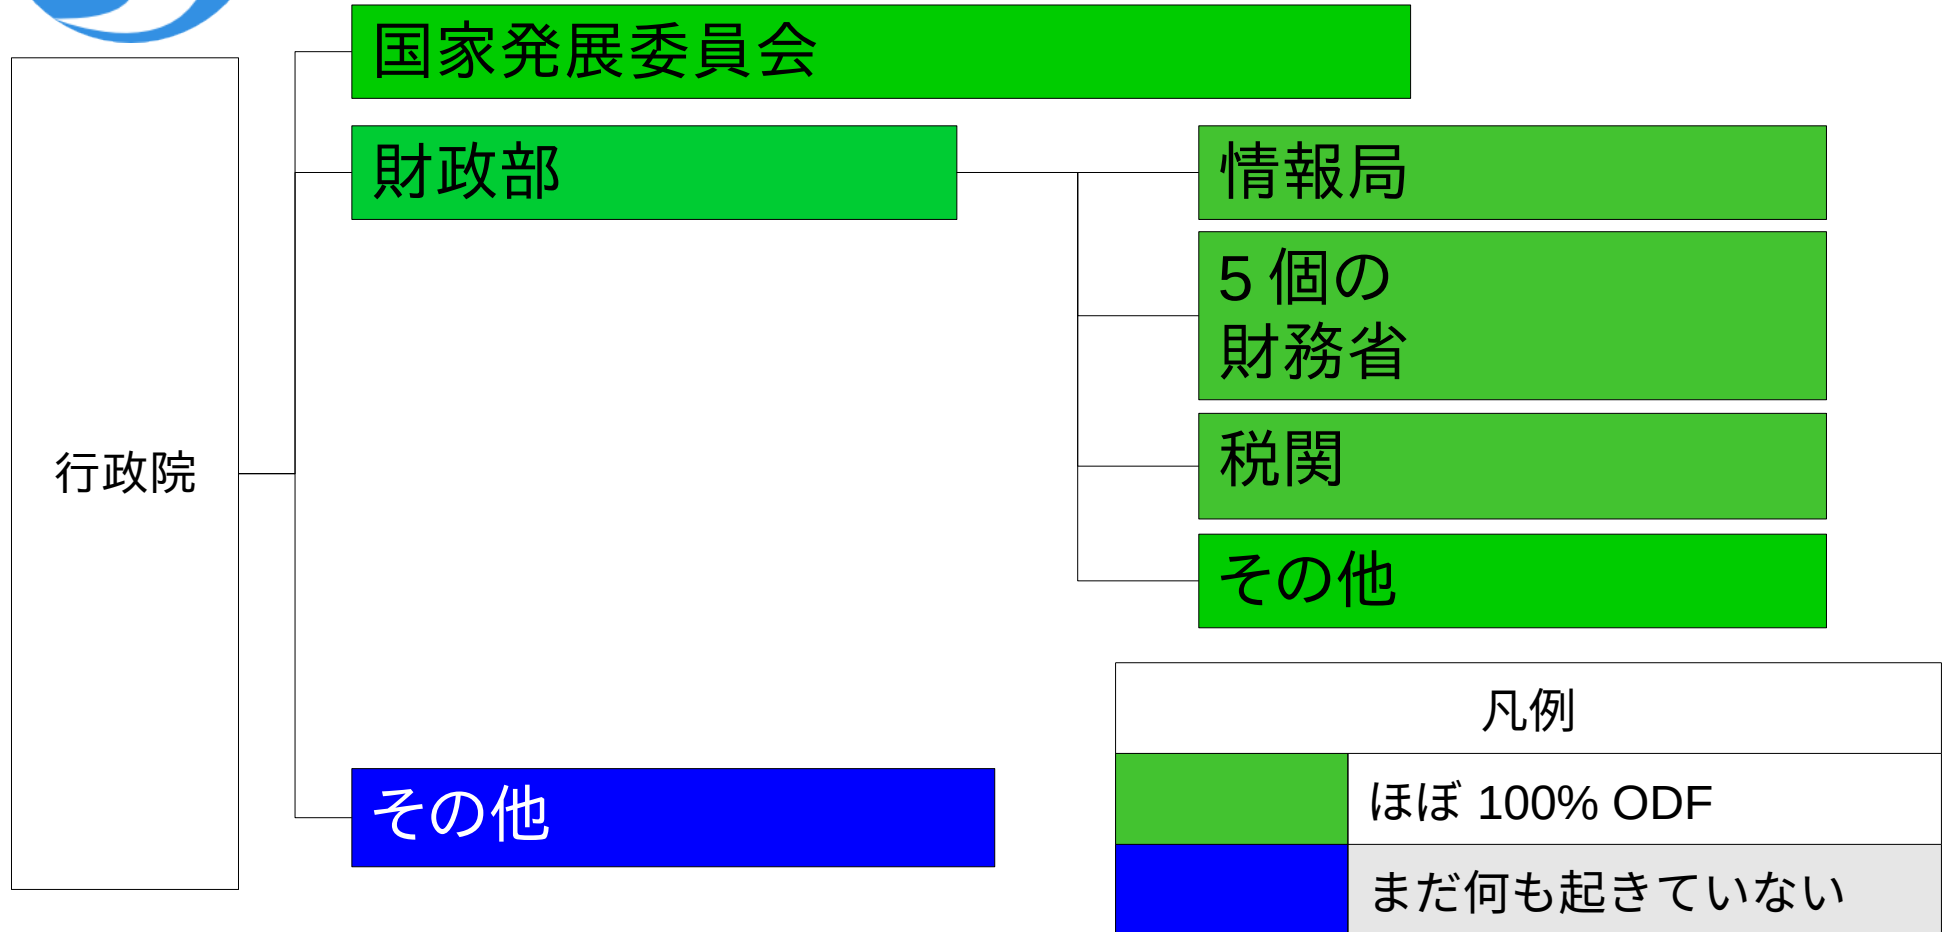 国家発展委員会
財政部
情報局
5 個の
財務省
税関
その他
行政院
その他
凡例
ほぼ 100% ODF
まだ何も起きていない